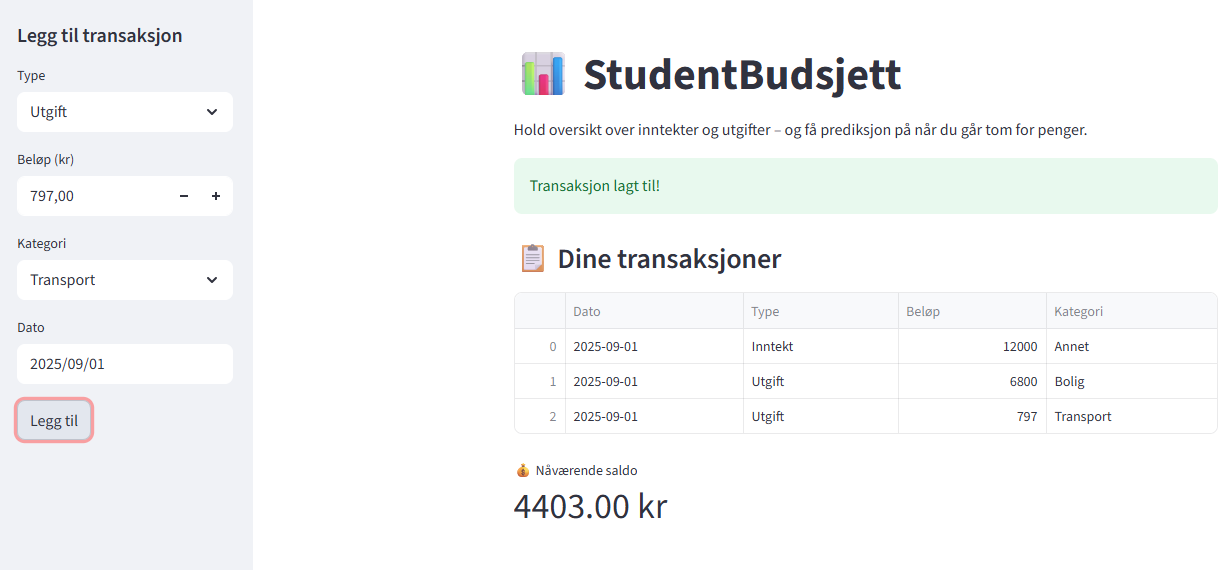 Legg til transaksjon
Type
Utgift
Beløp (kr)
797,00
Kategori
Transport
Dato
2025/09/01
Legg til
StudentBudsjett
Hold oversikt over inntekter og utgifter – og få prediksjon på når du går tom for penger.
Transaksjon lagt til!
Dine transaksjoner
Dato Type Beløp Kategori
0 2025-09-01 Inntekt 12000 Annet
1 2025-09-01 Utgift 6800 Bolig
2 2025-09-01 Utgift 797 Transport
Nåværende saldo
4403.00 kr